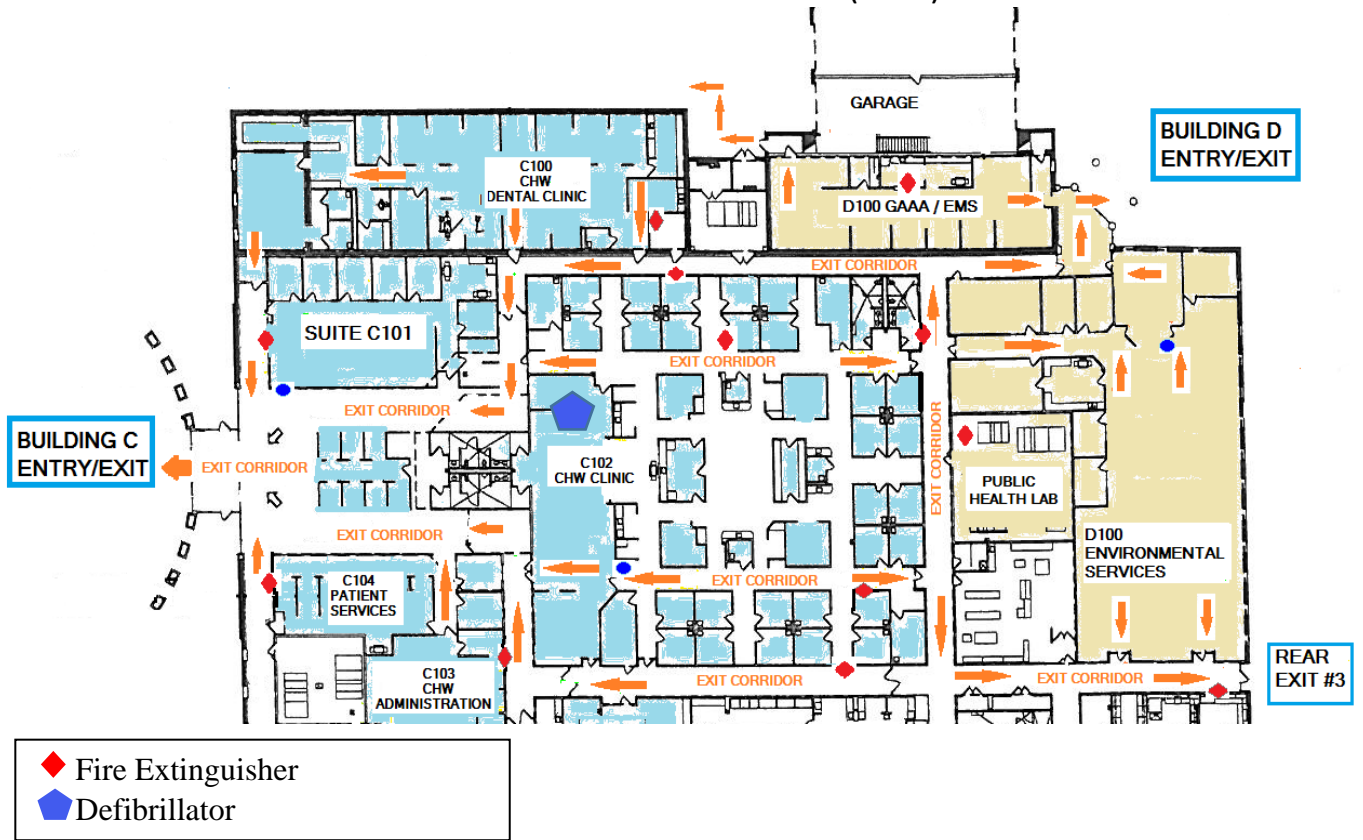 GARAGE
BUILDING D
ENTRY/EXIT
C100
CHW
DENTAL CLINIC
D100 GAAA / EMS
EXIT CORRIDOR
SUITE C101
EXIT CORRIDOR
EXIT CORRIDOR
BUILDING C
ENTRY/EXIT
EXIT CORRIDOR
C102
CHW CLINIC
EXIT CORRIDOR
PUBLIC
HEALTH LAB
EXIT CORRIDOR
D100
ENVIRONMENTAL
SERVICES
C104
PATIENT
SERVICES
EXIT CORRIDOR
C103
CHW
ADMINISTRATION
EXIT CORRIDOR
EXIT CORRIDOR
REAR
EXIT #3
Fire Extinguisher
Defibrillator